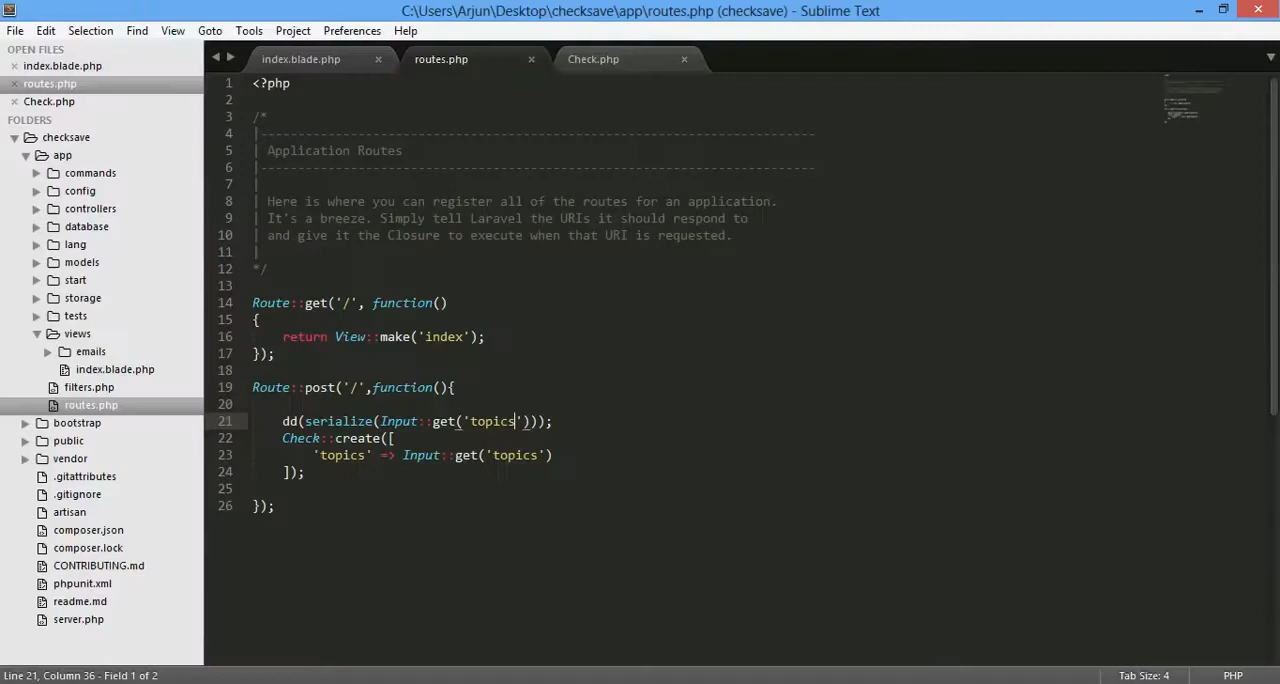 C:\Users\Arjun\Desktop\checksave\app\routes.php (checksave) - Sublime Text
File Edit Selection Find View Goto Tools Project Preferences Help
OPEN FILES
index.blade.php
routes.php
Check.php
FOLDERS
checksave
app
commands
config
controllers
database
lang
models
start
storage
tests
views
emails
index.blade.php
filters.php
routes.php
bootstrap
public
vendor
.gitattributes
.gitignore
artisan
composer.json
composer.lock
CONTRIBUTING.md
phpunit.xml
readme.md
server.php
index.blade.php routes.php Check.php
1 <?php
2
3 /*
4 |--------------------------------------------------------------------------
5 | Application Routes
6 |--------------------------------------------------------------------------
7 |
8 | Here is where you can register all of the routes for an application.
9 | It's a breeze. Simply tell Laravel the URIs it should respond to
10 | and give it the Closure to execute when that URI is requested.
11 |
12 */
13
14 Route::get('/', function()
15 {
16     return View::make('index');
17 });
18
19 Route::post('/',function(){
20
21     dd(serialize(Input::get('topics')));
22     Check::create([
23         'topics' => Input::get('topics')
24     ]);
25
26 });
Line 21, Column 36 - Field 1 of 2 Tab Size: 4 PHP